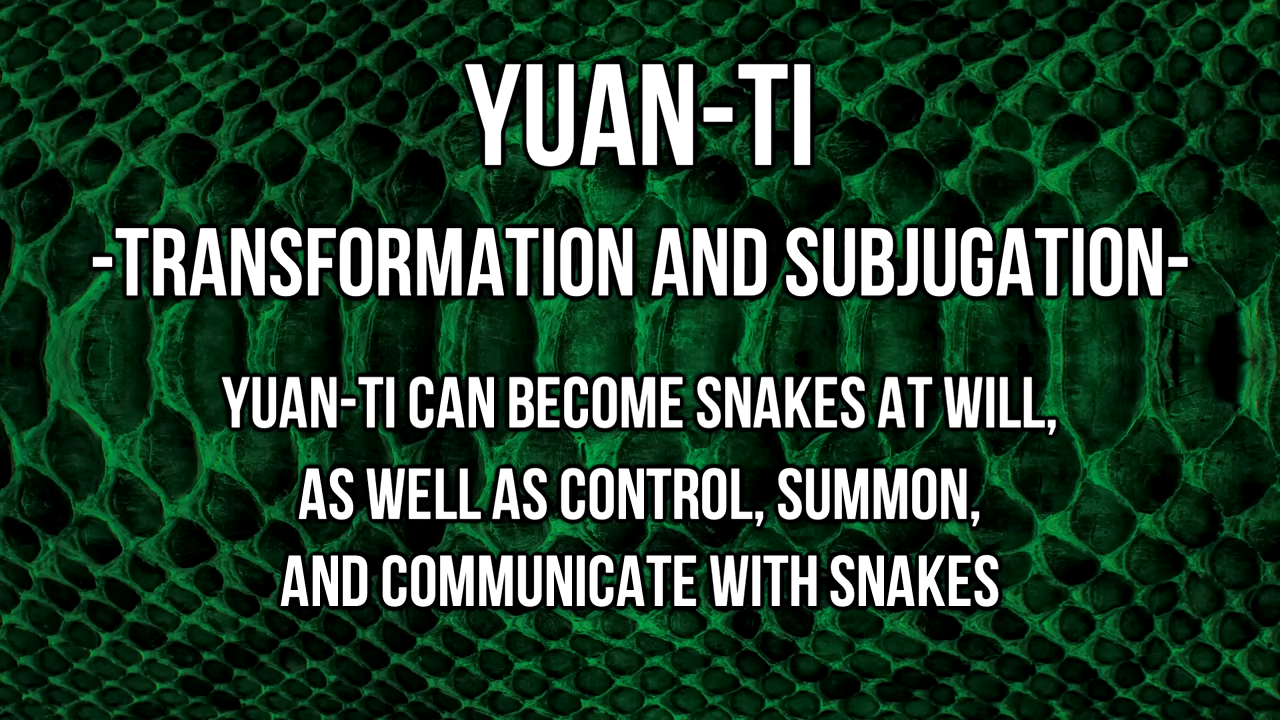 YUAN-TI
-TRANSFORMATION AND SUBJUGATION-
YUAN-TI CAN BECOME SNAKES AT WILL,
AS WELL AS CONTROL, SUMMON,
AND COMMUNICATE WITH SNAKES